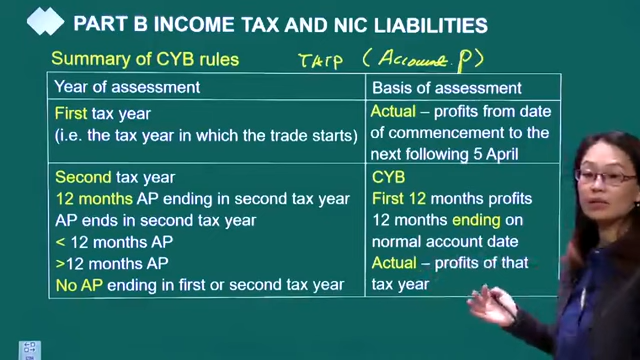 PART B INCOME TAX AND NIC LIABILITIES
Summary of CYB rules
(Account. P)
Year of assessment
Basis of assessment
First tax year
(i.e. the tax year in which the trade starts)
Actual – profits from date
of commencement to the
next following 5 April
Second tax year
12 months AP ending in second tax year
AP ends in second tax year
< 12 months AP
>12 months AP
No AP ending in first or second tax year
CYB
First 12 months profits
12 months ending on
normal account date
Actual – profits of that
tax year